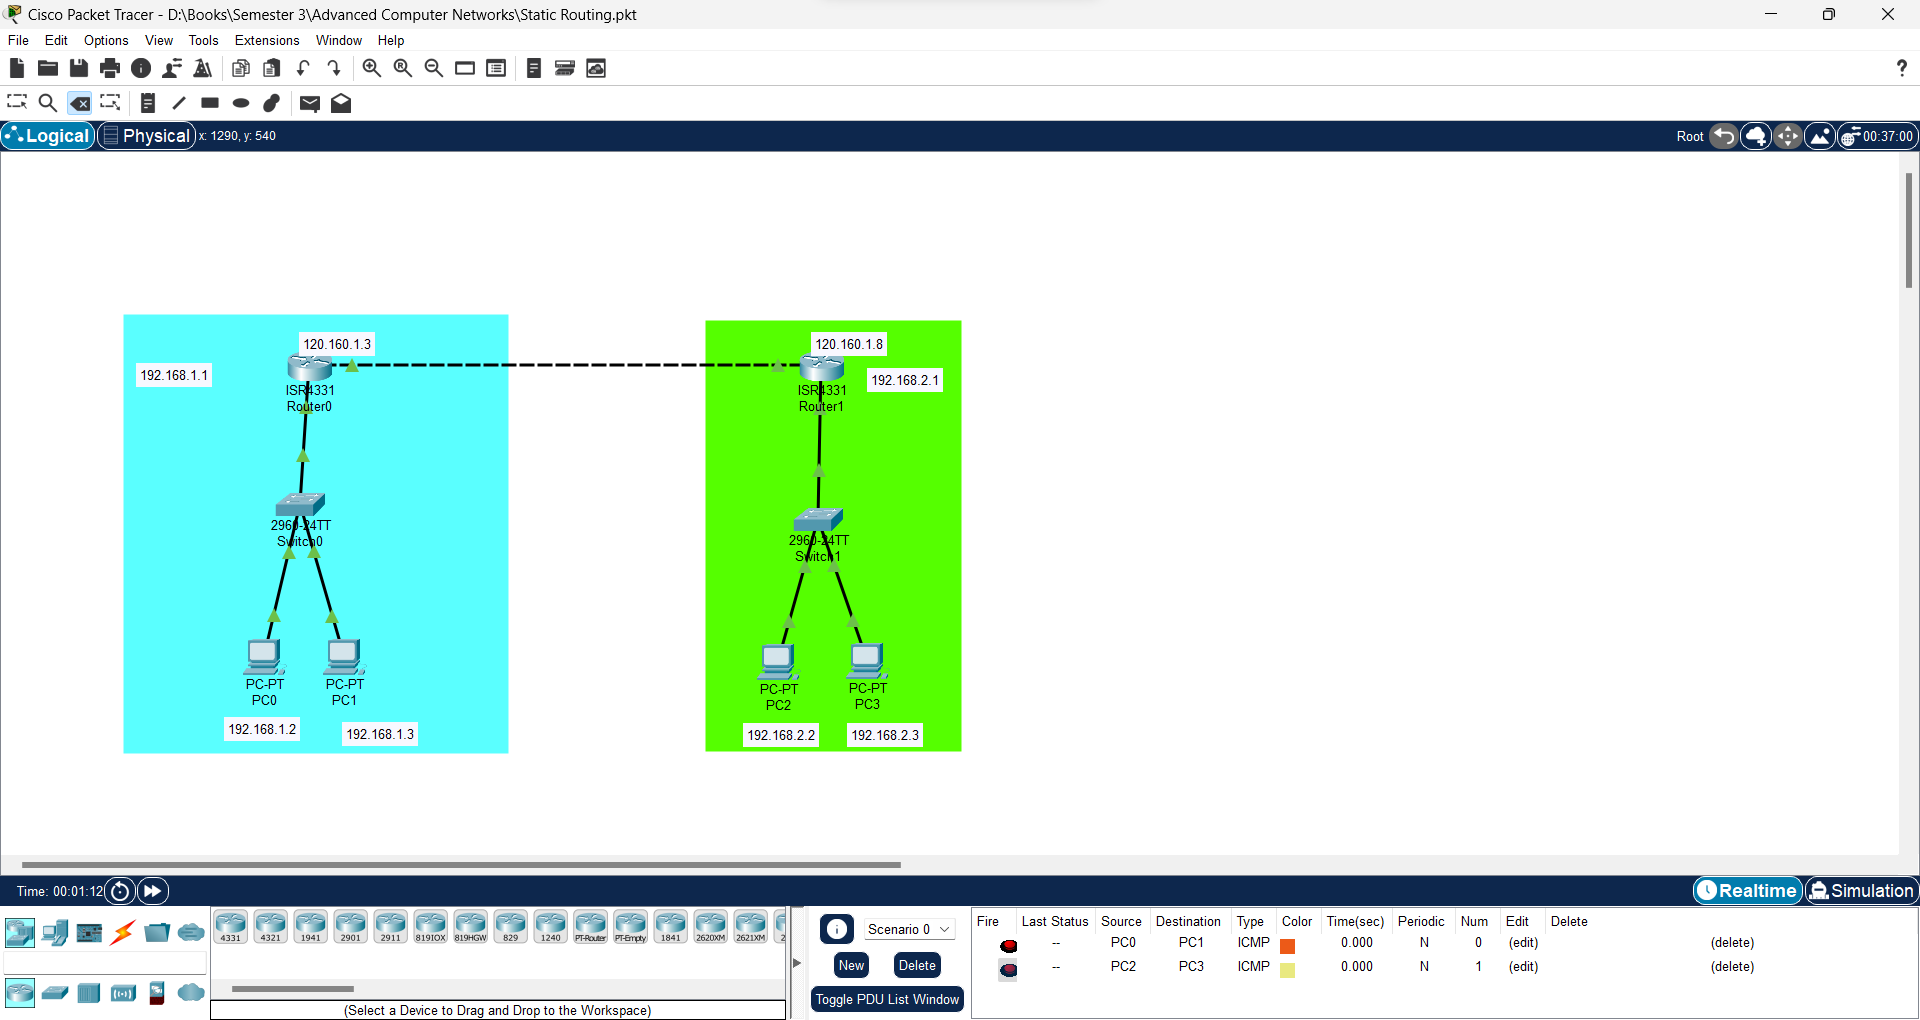 Cisco Packet Tracer - D:\Books\Semester 3\Advanced Computer Networks\Static Routing.pkt
File Edit Options View Tools Extensions Window Help
?
Logical Physical x: 1290, y: 540 Root 00:37:00
120.160.1.3
192.168.1.1
ISR4331
Router0
2960-24TT
Switch0
PC-PT
PC0
PC-PT
PC1
192.168.1.2
192.168.1.3
120.160.1.8
192.168.2.1
ISR4331
Router1
2960-24TT
Switch1
PC-PT
PC2
PC-PT
PC3
192.168.2.2
192.168.2.3
Time: 00:01:12 Realtime Simulation
4331 4321 1941 2901 2911 819IOX 819HGW 829 1240 PT-Router PT-Empty 1841 2620XM 2621XM 2
(Select a Device to Drag and Drop to the Workspace)
Scenario 0
New Delete
Toggle PDU List Window
Fire Last Status Source Destination Type Color Time(sec) Periodic Num Edit Delete
-- PC0 PC1 ICMP 0.000 N 0 (edit) (delete)
-- PC2 PC3 ICMP 0.000 N 1 (edit) (delete)